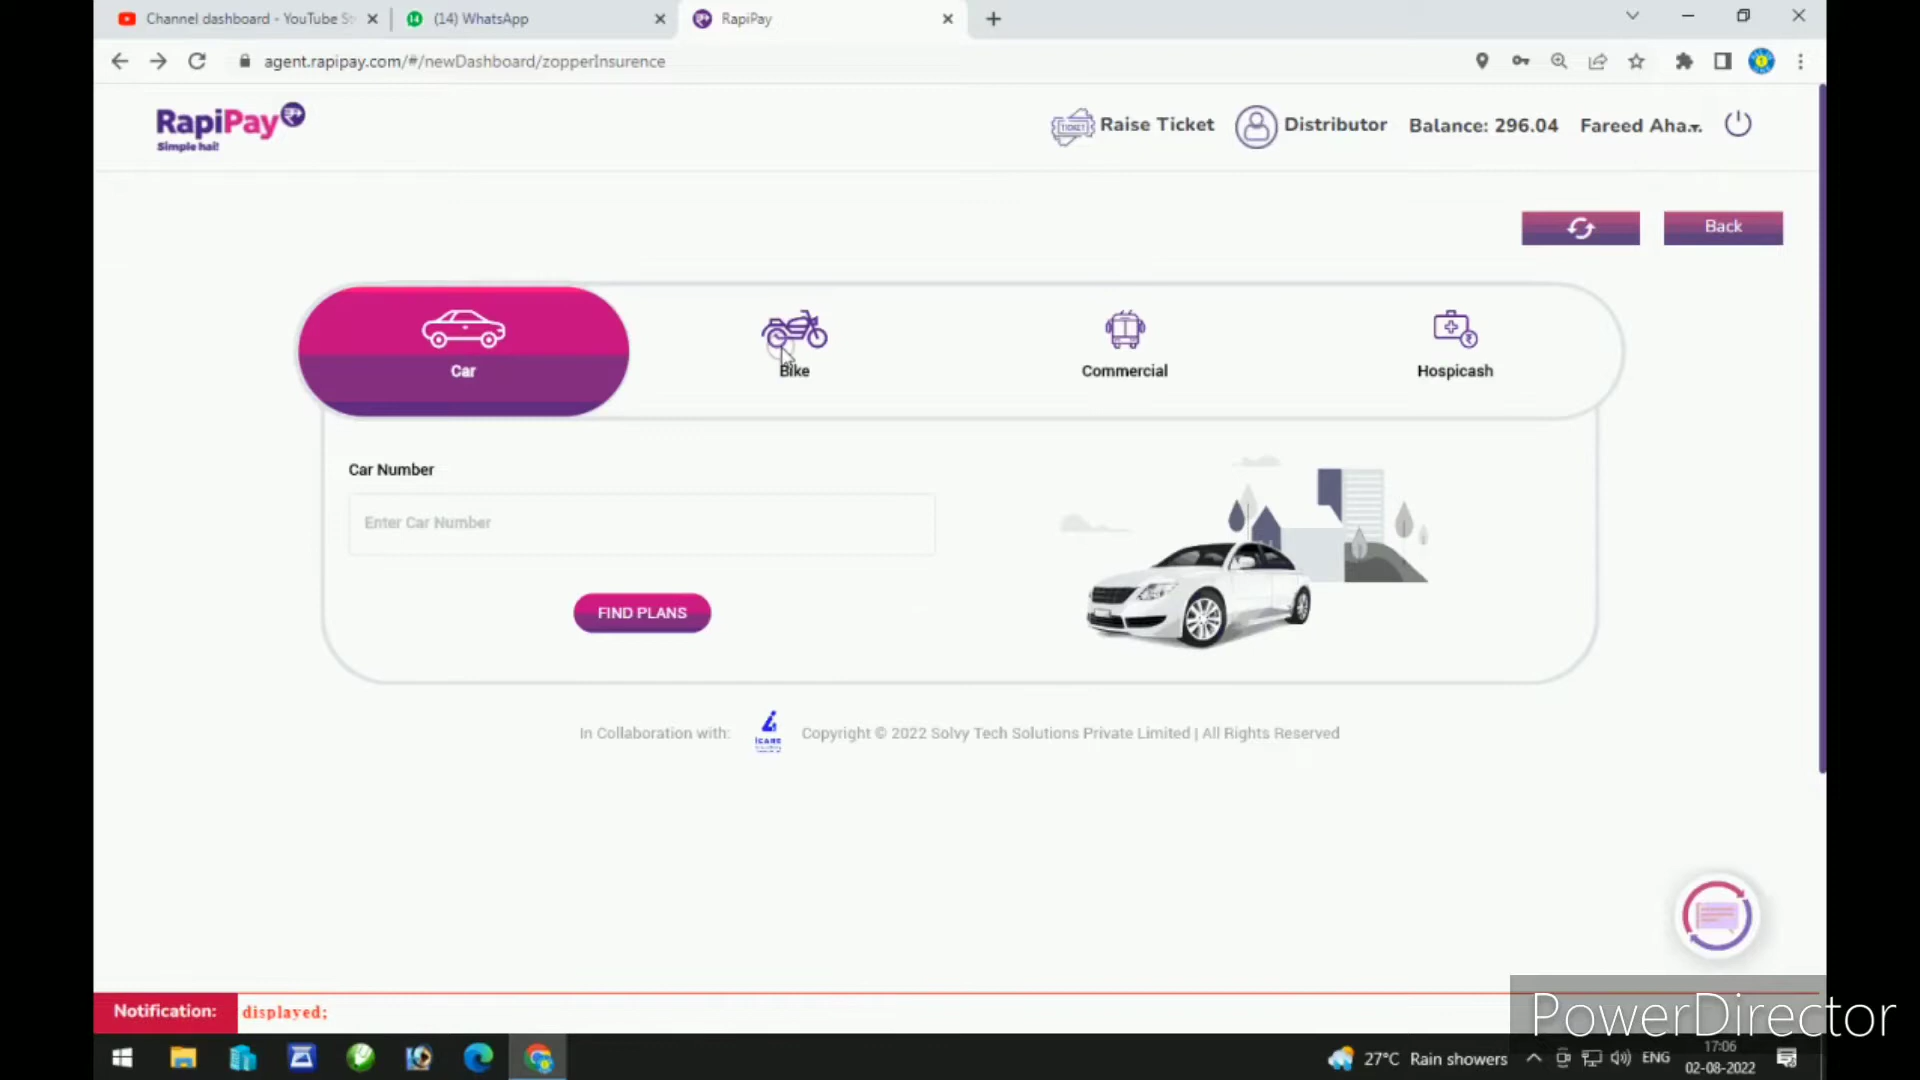 Channel dashboard - YouTube St
(14) WhatsApp
RapiPay
agent.rapipay.com/#/newDashboard/zopperInsurence
RapiPay
Simple hai!
TICKET
Raise Ticket
Distributor
Balance: 296.04
Fareed Aha...
Back
Car
Bike
Commercial
Hospicash
Car Number
Enter Car Number
FIND PLANS
In Collaboration with:
iCARE
Copyright © 2022 Solvy Tech Solutions Private Limited | All Rights Reserved
Notification:
displayed;
PowerDirector
27°C Rain showers
ENG
17:06
02-08-2022